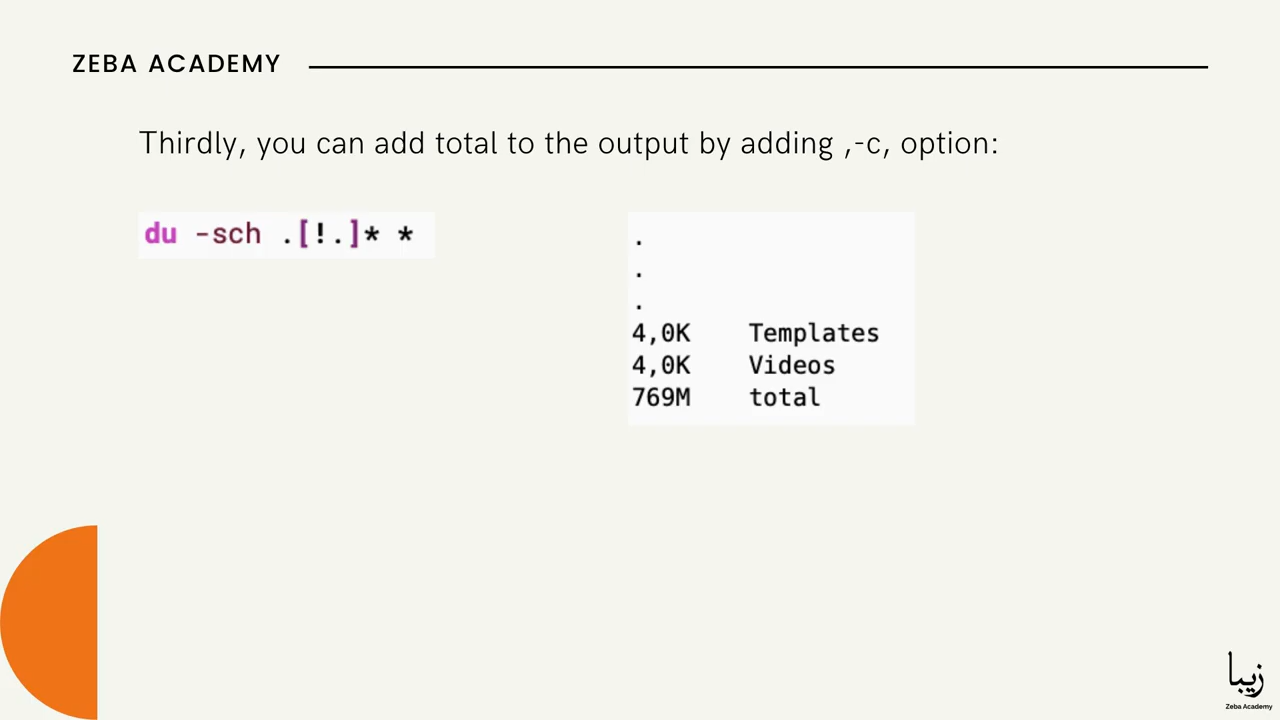 ZEBA ACADEMY
Thirdly, you can add total to the output by adding ,-c, option:
du -sch .[!.]* *
.
.
.
4,0K Templates
4,0K Videos
769M total
زيبا
Zeba Academy